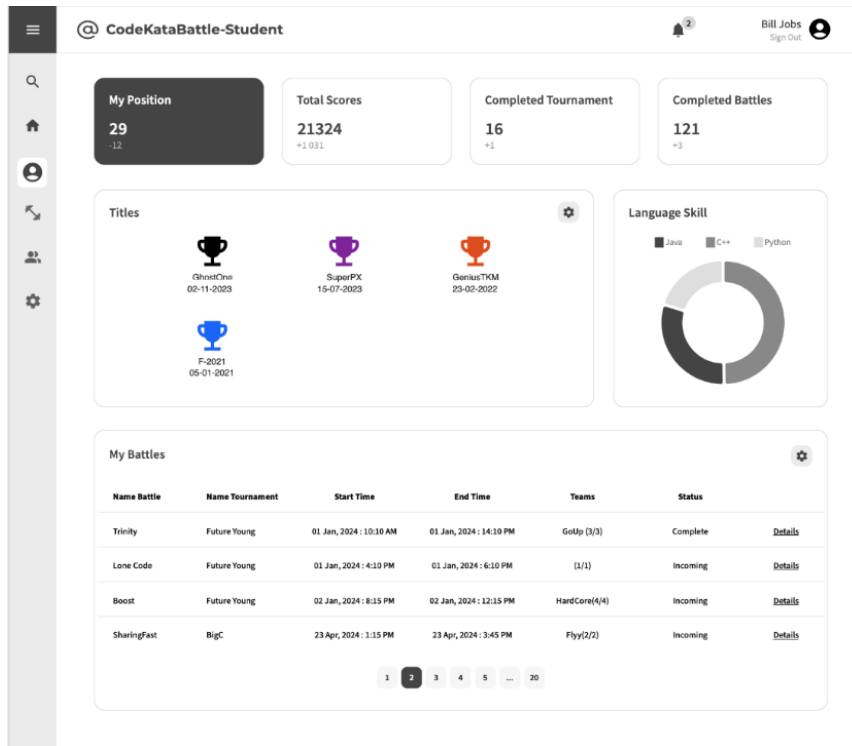 @ CodeKataBattle-Student
2
Bill Jobs
Sign Out
My Position
29
-12
Total Scores
21324
+1 031
Completed Tournament
16
+1
Completed Battles
121
+3
Titles
GhostOne
02-11-2023
SuperPX
15-07-2023
GeniusTKM
23-02-2022
F-2021
05-01-2021
Language Skill
Java C++ Python
My Battles
Name Battle Name Tournament Start Time End Time Teams Status
Trinity Future Young 01 Jan, 2024 : 10:10 AM 01 Jan, 2024 : 14:10 PM GoUp (3/3) Complete Details
Lone Code Future Young 01 Jan, 2024 : 4:10 PM 01 Jan, 2024 : 6:10 PM (1/1) Incoming Details
Boost Future Young 02 Jan, 2024 : 8:15 PM 02 Jan, 2024 : 12:15 PM HardCore(4/4) Incoming Details
SharingFast BigC 23 Apr, 2024 : 1:15 PM 23 Apr, 2024 : 3:45 PM Flyy(2/2) Incoming Details
1 2 3 4 5 ... 20